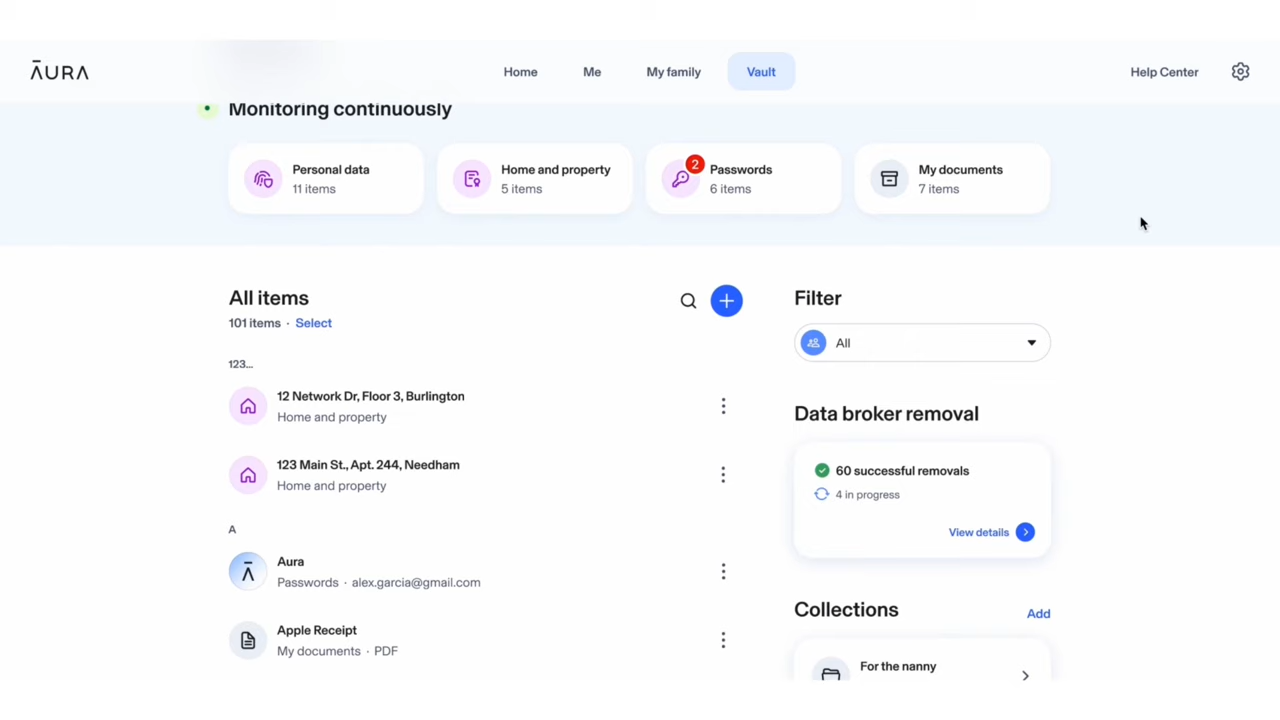 ĀURA
Home
Me
My family
Vault
Help Center
Monitoring continuously
Personal data
11 items
Home and property
5 items
2
Passwords
6 items
My documents
7 items
All items
101 items · Select
123...
12 Network Dr, Floor 3, Burlington
Home and property
123 Main St., Apt. 244, Needham
Home and property
A
Ā
Aura
Passwords · alex.garcia@gmail.com
Apple Receipt
My documents · PDF
Filter
All
Data broker removal
60 successful removals
4 in progress
View details
Collections
Add
For the nanny